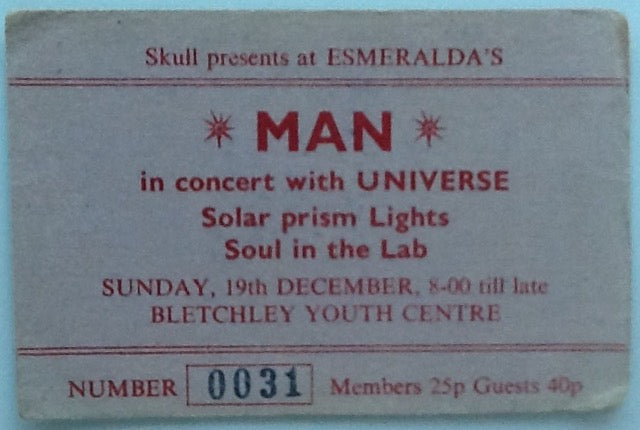 Skull presents at ESMERALDA'S
MAN
in concert with UNIVERSE
Solar prism Lights
Soul in the Lab
SUNDAY, 19th DECEMBER, 8-00 till late
BLETCHLEY YOUTH CENTRE
NUMBER 0031 Members 25p Guests 40p